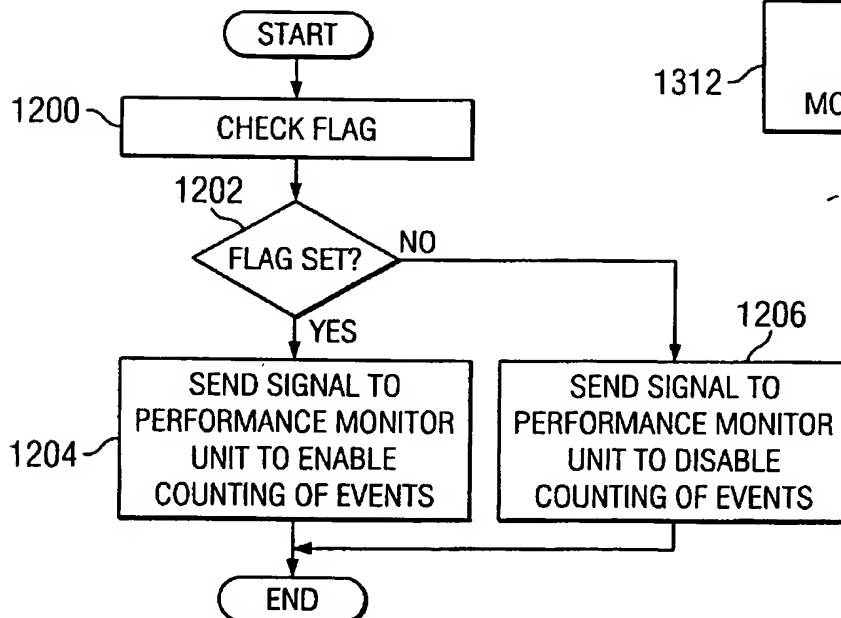 START
1200
CHECK FLAG
1202
FLAG SET?
NO
YES
1204
SEND SIGNAL TO
PERFORMANCE MONITOR
UNIT TO ENABLE
COUNTING OF EVENTS
1206
SEND SIGNAL TO
PERFORMANCE MONITOR
UNIT TO DISABLE
COUNTING OF EVENTS
END
1312